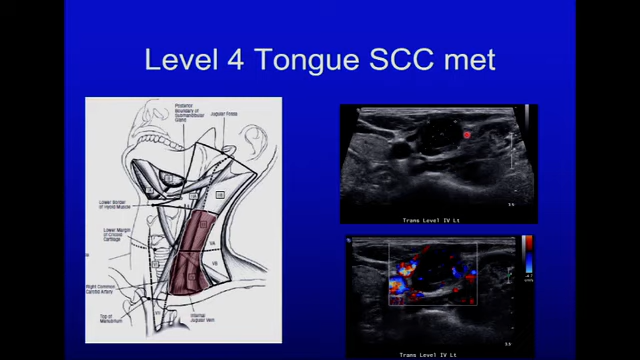 Level 4 Tongue SCC met
Posterior
Boundary of
Submandibular
Gland
Jugular Fossa
Lower Border
of Hyoid Muscle
Lower Margin
of Cricoid
Cartilage
Right Common
Carotid Artery
Top of
Manubrium
Internal
Jugular Vein
VA
VB
Trans Level IV Lt
Trans Level IV Lt